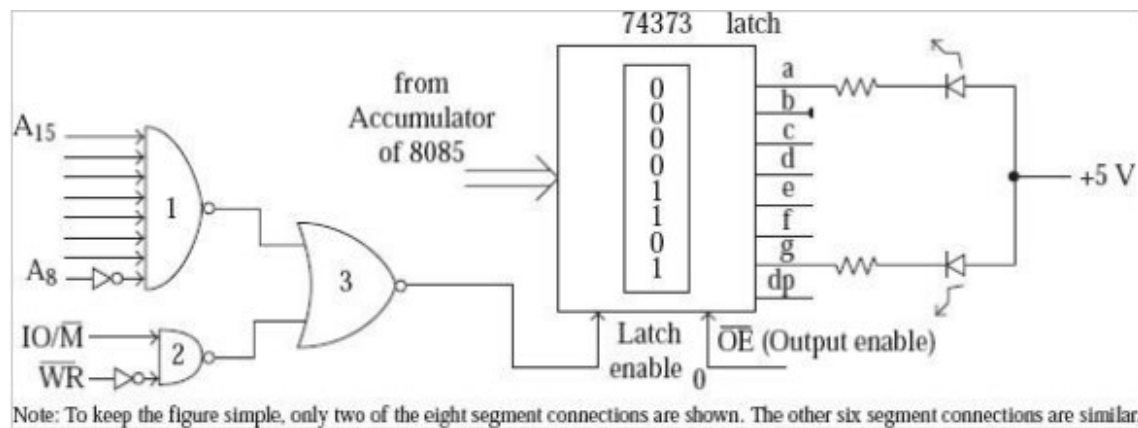 74373 latch
from
Accumulator
of 8085
A15
A8
IO/M̅
W̅R̅
1
2
3
0
0
0
0
1
1
0
1
a
b
c
d
e
f
g
dp
+5 V
Latch
enable
0
O̅E̅ (Output enable)
Note: To keep the figure simple, only two of the eight segment connections are shown. The other six segment connections are similar.